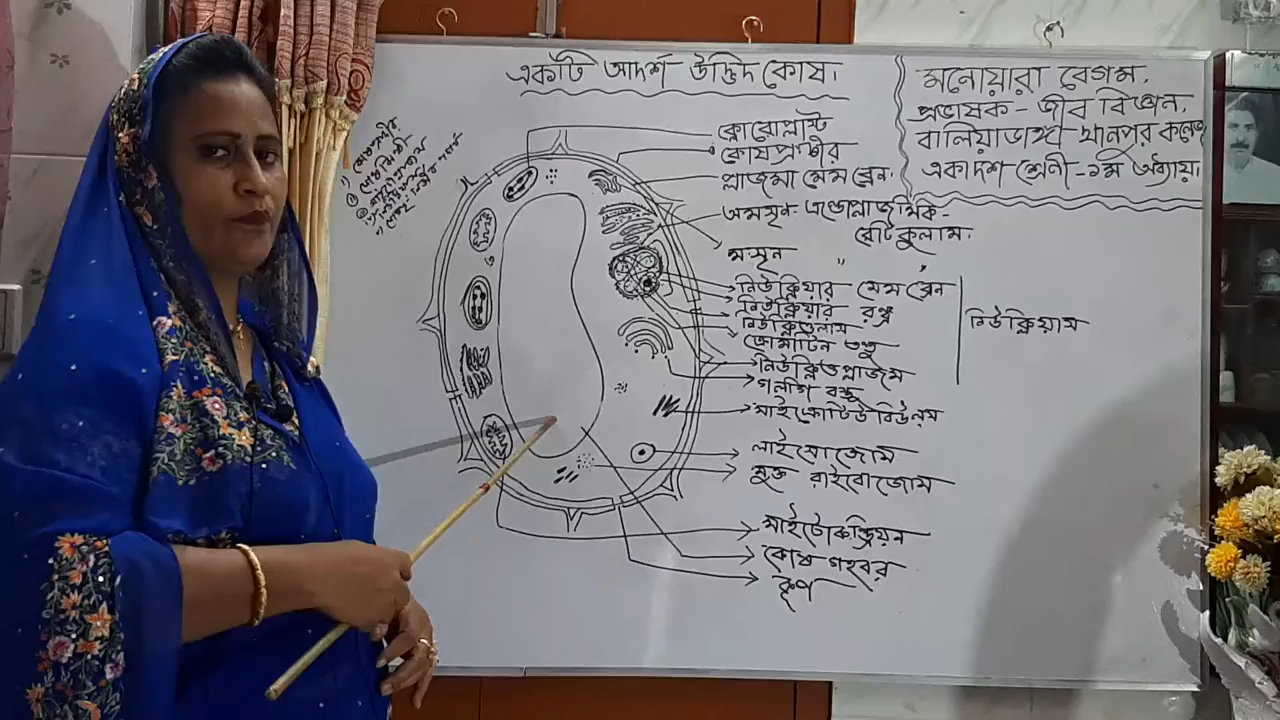 একটি আদর্শ উদ্ভিদ কোষ।
মনোয়ারা বেগম,
প্রভাষক - জীব বিজ্ঞান,
বালিয়াডাঙ্গা খানপুর কলেজ
একাদশ শ্রেণী - ১ম অধ্যায়।
ক্লোরোপ্লাস্ট
কোষপ্রাচীর
প্লাজমা মেমব্রেন।
অমসৃন - এন্ডোপ্লাজমিক -
রেটিকুলাম।
মসৃন " "
নিউক্লিয়ার মেমব্রেন
নিউক্লিয়ার রন্ধ্র
নিউক্লিওলাস
ক্রোমাটিন তন্তু
নিউক্লিওপ্লাজম
গলগি বস্তু
নিউক্লিয়াস
মাইক্রোটিউবিউলস
লাইসোজোম
মুক্ত রাইবোজোম
মাইটোকন্ড্রিয়ন
কোষ গহবর
কূপ